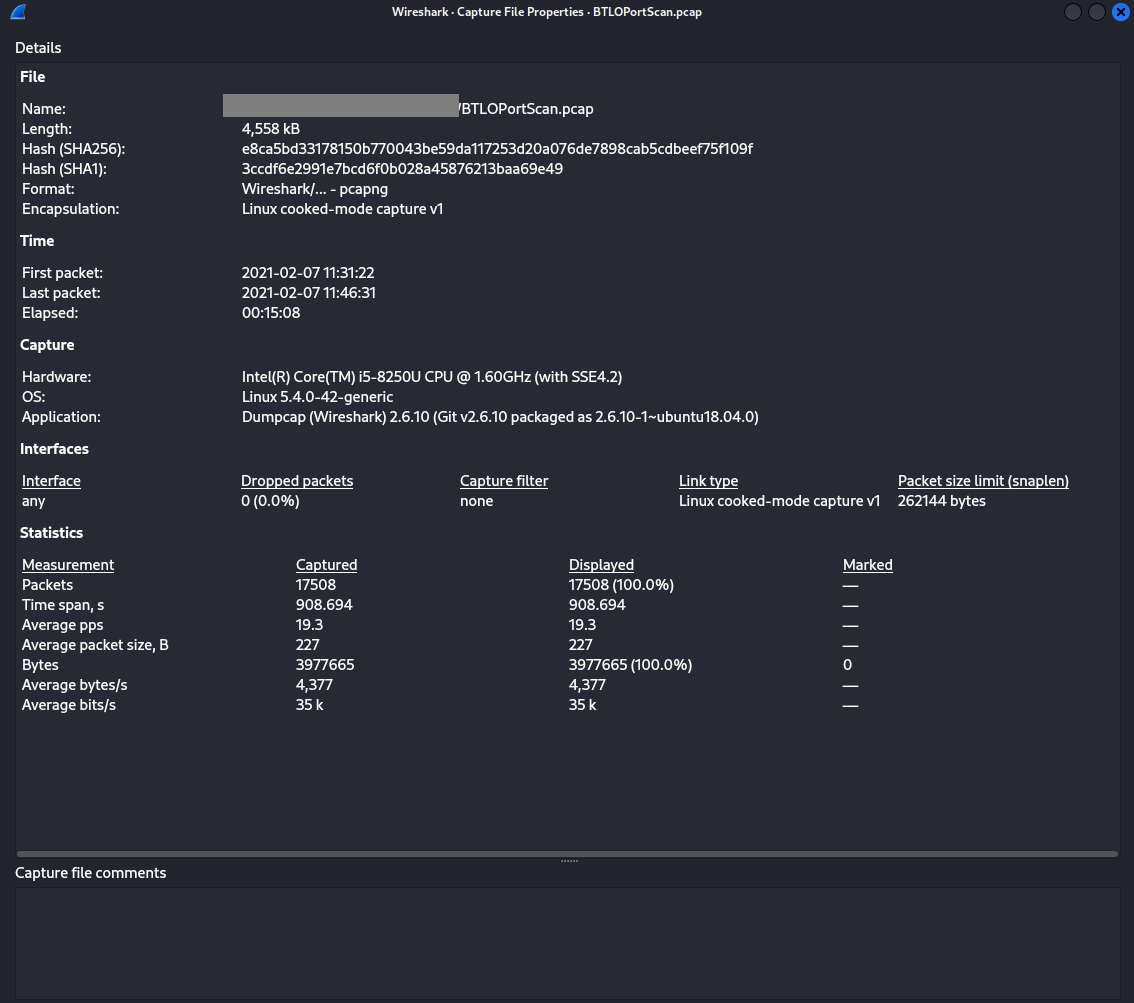 Wireshark · Capture File Properties · BTLOPortScan.pcap
Details
File
Name: /BTLOPortScan.pcap
Length: 4,558 kB
Hash (SHA256): e8ca5bd33178150b770043be59da117253d20a076de7898cab5cdbeef75f109f
Hash (SHA1): 3ccdf6e2991e7bcd6f0b028a45876213baa69e49
Format: Wireshark/... - pcapng
Encapsulation: Linux cooked-mode capture v1
Time
First packet: 2021-02-07 11:31:22
Last packet: 2021-02-07 11:46:31
Elapsed: 00:15:08
Capture
Hardware: Intel(R) Core(TM) i5-8250U CPU @ 1.60GHz (with SSE4.2)
OS: Linux 5.4.0-42-generic
Application: Dumpcap (Wireshark) 2.6.10 (Git v2.6.10 packaged as 2.6.10-1~ubuntu18.04.0)
Interfaces
Interface Dropped packets Capture filter Link type Packet size limit (snaplen)
any 0 (0.0%) none Linux cooked-mode capture v1 262144 bytes
Statistics
Measurement Captured Displayed Marked
Packets 17508 17508 (100.0%) —
Time span, s 908.694 908.694 —
Average pps 19.3 19.3 —
Average packet size, B 227 227 —
Bytes 3977665 3977665 (100.0%) 0
Average bytes/s 4,377 4,377 —
Average bits/s 35 k 35 k —
Capture file comments